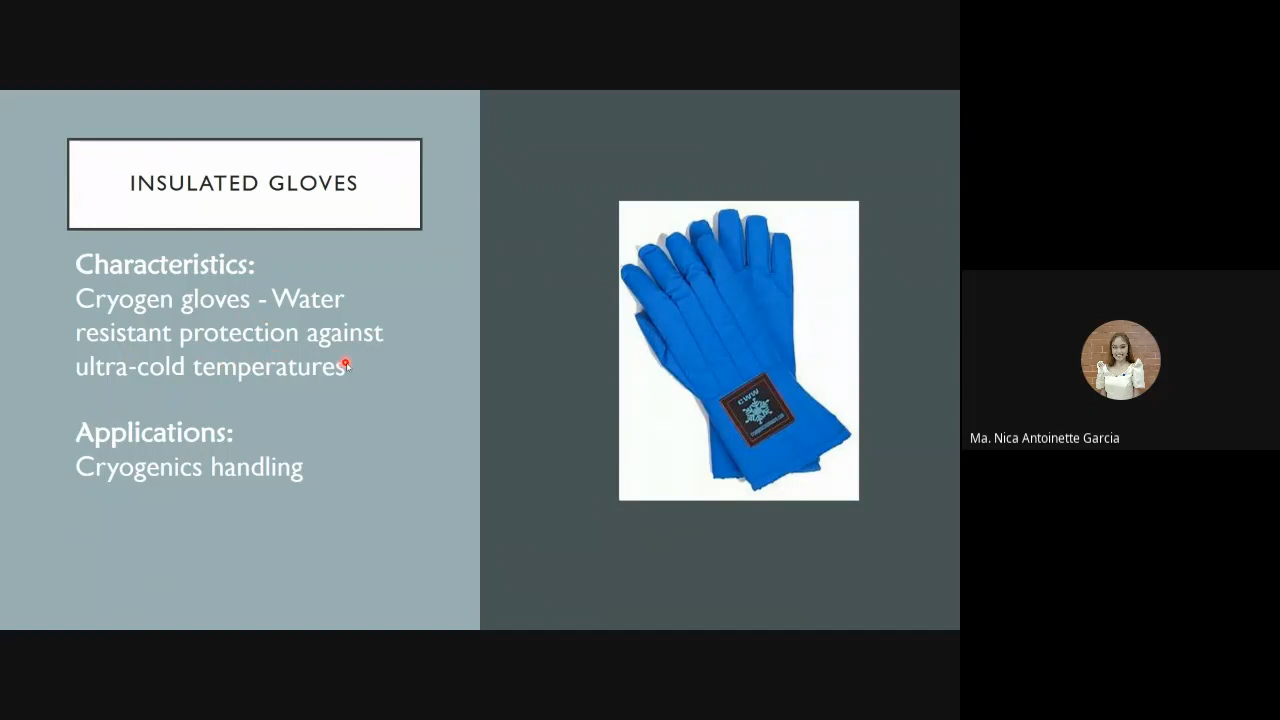 INSULATED GLOVES
Characteristics:
Cryogen gloves - Water
resistant protection against
ultra-cold temperatures
Applications:
Cryogenics handling
CWW
Ma. Nica Antoinette Garcia